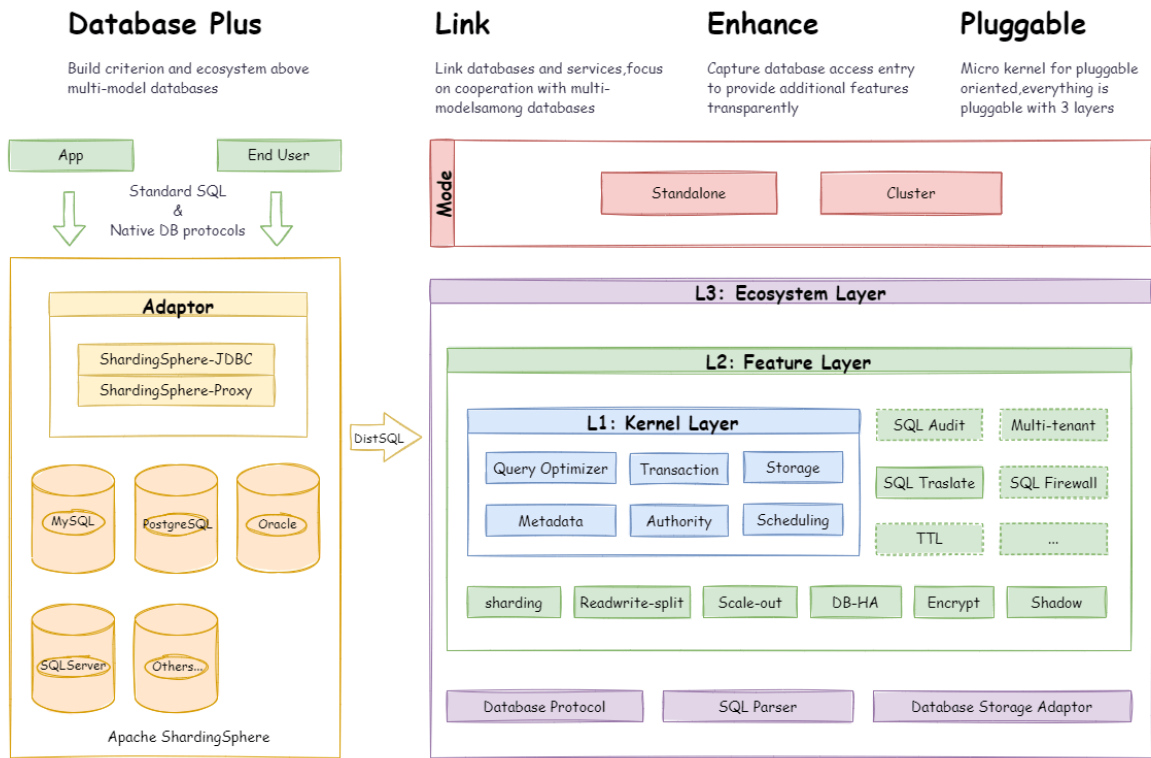 Database Plus
Build criterion and ecosystem above
multi-model databases
Link
Link databases and services,focus
on cooperation with multi-
modelsamong databases
Enhance
Capture database access entry
to provide additional features
transparently
Pluggable
Micro kernel for pluggable
oriented,everything is
pluggable with 3 layers
App
End User
Standard SQL
&
Native DB protocols
Adaptor
ShardingSphere-JDBC
ShardingSphere-Proxy
MySQL
PostgreSQL
Oracle
SQLServer
Others...
Apache ShardingSphere
DistSQL
Mode
Standalone
Cluster
L3: Ecosystem Layer
L2: Feature Layer
L1: Kernel Layer
Query Optimizer
Transaction
Storage
Metadata
Authority
Scheduling
SQL Audit
Multi-tenant
SQL Traslate
SQL Firewall
TTL
...
sharding
Readwrite-split
Scale-out
DB-HA
Encrypt
Shadow
Database Protocol
SQL Parser
Database Storage Adaptor